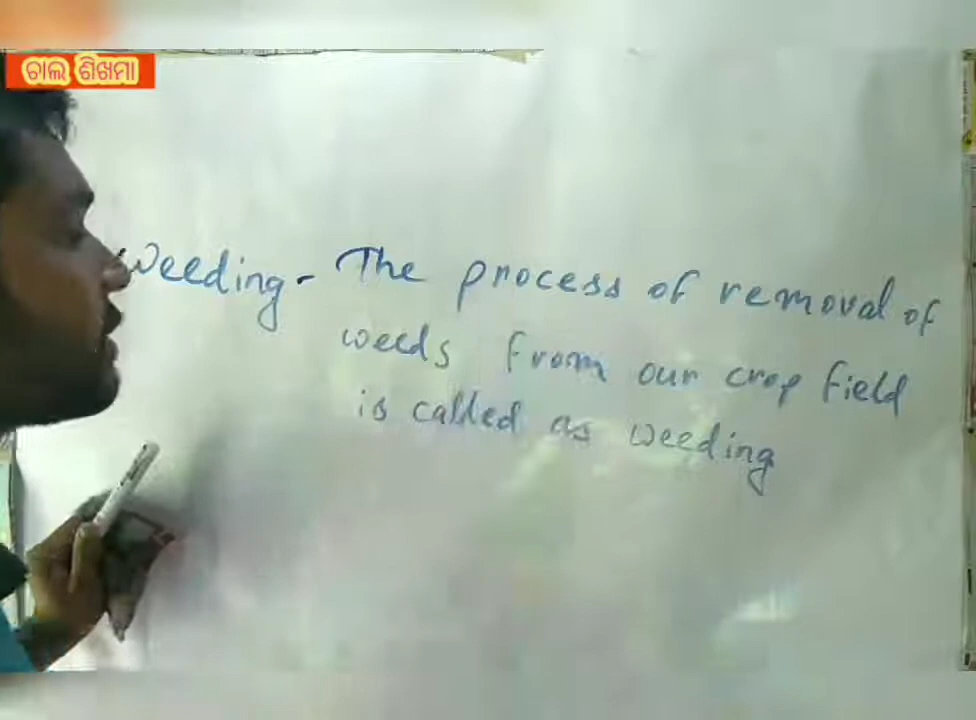 ଚାଲ ଶିଖିମା
Weeding - The process of removal of
weeds from our crop field
is called as weeding